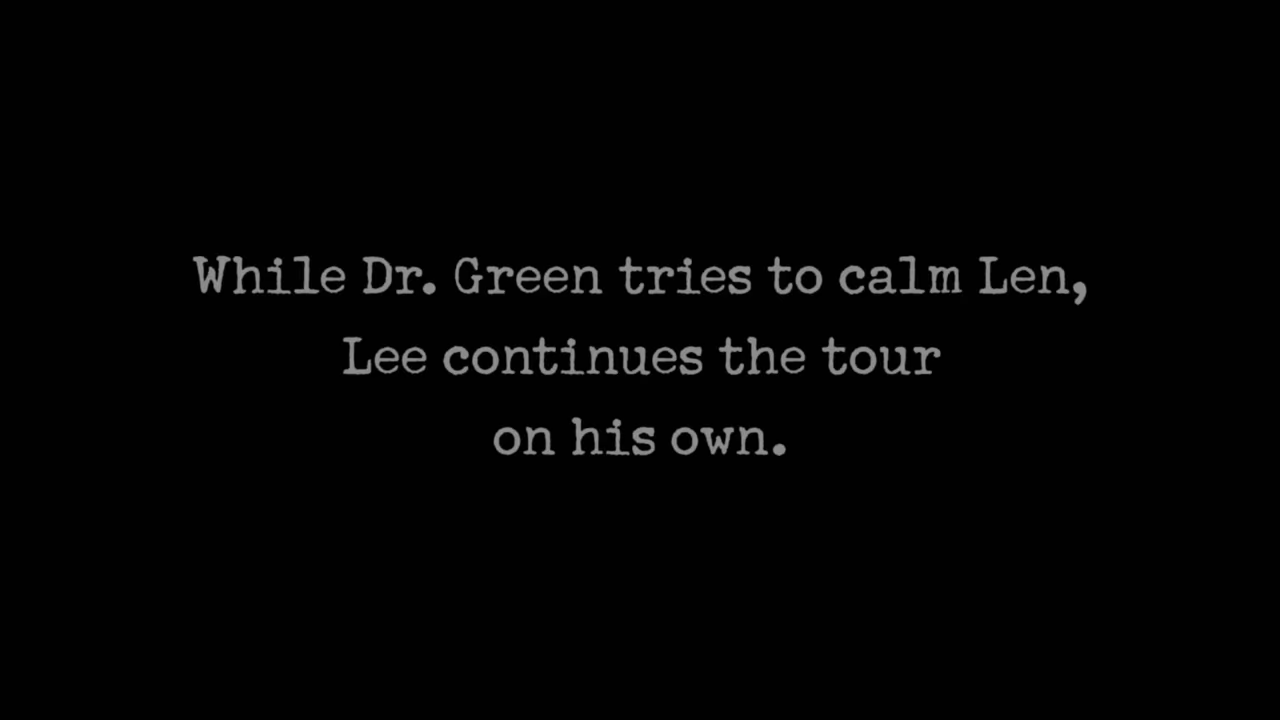 While Dr. Green tries to calm Len,
Lee continues the tour
on his own.